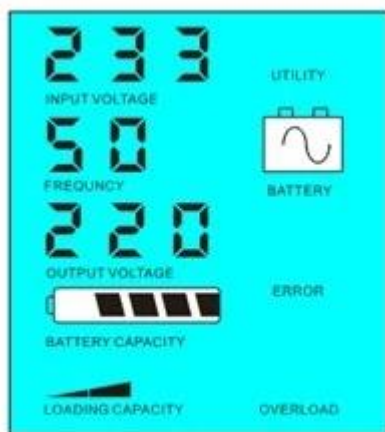 233
INPUT VOLTAGE
UTILITY
50
FREQUNCY
BATTERY
220
OUTPUT VOLTAGE
ERROR
BATTERY CAPACITY
LOADING CAPACITY
OVERLOAD